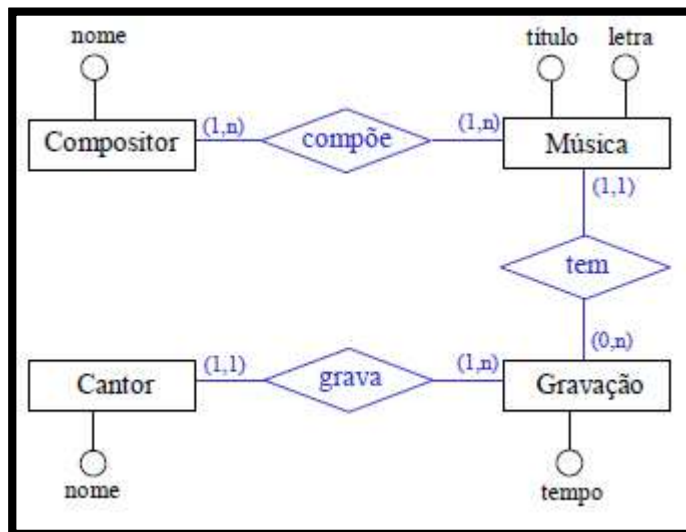 nome
título letra
Compositor (1,n) compõe (1,n) Música
(1,1)
tem
(0,n)
Cantor (1,1) grava (1,n) Gravação
nome
tempo